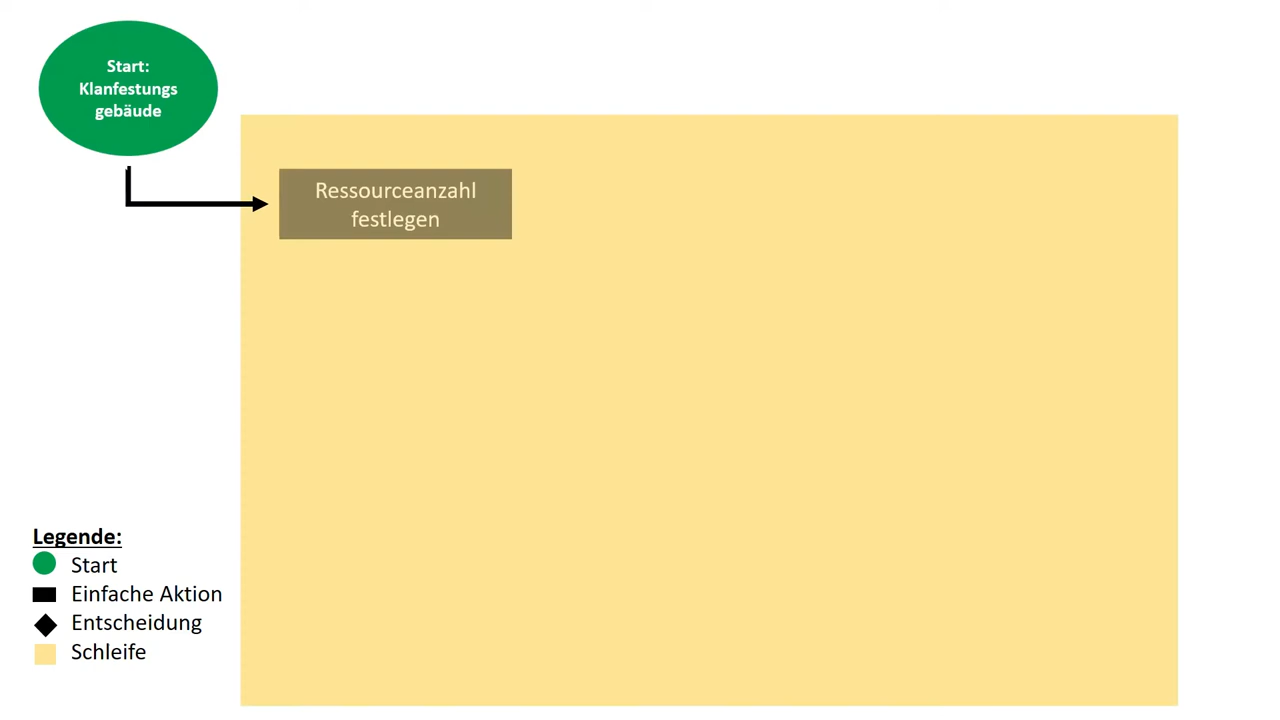 Start:
Klanfestungs
gebäude
Ressourceanzahl
festlegen
Legende:
Start
Einfache Aktion
Entscheidung
Schleife